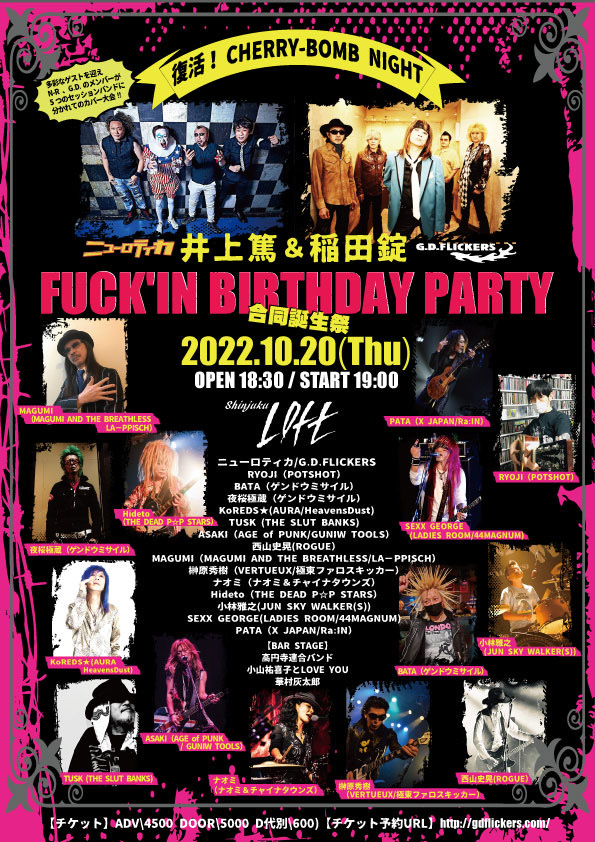 復活! CHERRY-BOMB NIGHT
多彩なゲストを迎え
N-R 、G.D. のメンバーが
5つのセッションバンドに
分かれてのカバー大会 !!
ニューロティカ
井上篤&稲田錠
G.D.FLICKERS
FUCK'IN BIRTHDAY PARTY
合同誕生祭
2022.10.20(Thu)
OPEN 18:30 / START 19:00
Shinjuku
LOft
MAGUMI
(MAGUMI AND THE BREATHLESS
LA-PPISCH)
PATA (X JAPAN/Ra:IN)
RYOJI (POTSHOT)
夜桜極蔵(ゲンドウミサイル)
Hideto
(THE DEAD P☆P STARS)
SEXX GEORGE
(LADIES ROOM/44MAGNUM)
ニューロティカ/G.D.FLICKERS
RYOJI(POTSHOT)
BATA(ゲンドウミサイル)
夜桜極蔵(ゲンドウミサイル)
KoREDS★(AURA/HeavensDust)
TUSK (THE SLUT BANKS)
ASAKI (AGE of PUNK/GUNIW TOOLS)
西山史晃(ROGUE)
MAGUMI(MAGUMI AND THE BREATHLESS/LA-PPISCH)
榊原秀樹(VERTUEUX/極東ファロスキッカー)
ナオミ(ナオミ&チャイナタウンズ)
Hideto(THE DEAD P☆P STARS)
小林雅之(JUN SKY WALKER(S))
SEXX GEORGE(LADIES ROOM/44MAGNUM)
PATA(X JAPAN/Ra:IN)
【BAR STAGE】
高円寺連合バンド
小山祐喜子とLOVE YOU
華村灰太郎
KoREDS★(AURA
HeavensDust)
BATA(ゲンドウミサイル)
小林雅之
(JUN SKY WALKER(S))
TUSK (THE SLUT BANKS)
ASAKI (AGE of PUNK
/ GUNIW TOOLS)
ナオミ
(ナオミ&チャイナタウンズ)
榊原秀樹
(VERTUEUX/極東ファロスキッカー)
西山史晃(ROGUE)
【チケット】ADV\4500 DOOR\5000 D代別\600)【チケット予約URL】http://gdflickers.com/